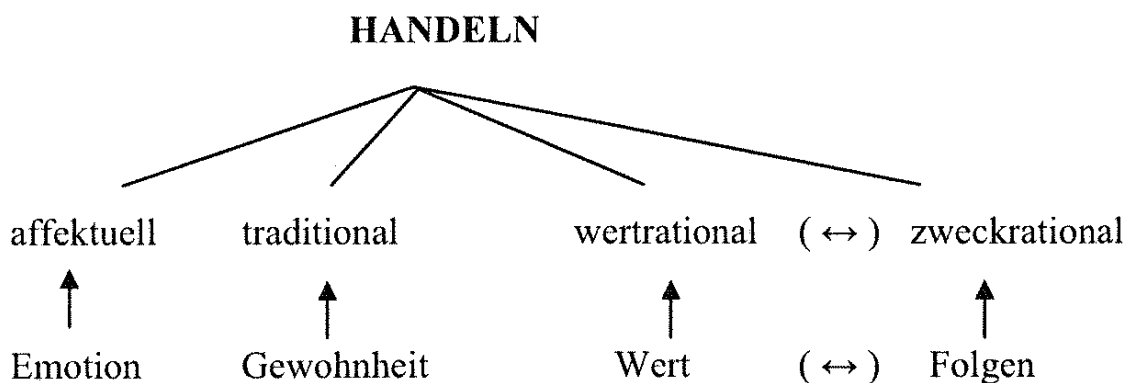 HANDELN
affektuell traditional wertrational ( ↔ ) zweckrational
Emotion Gewohnheit Wert ( ↔ ) Folgen